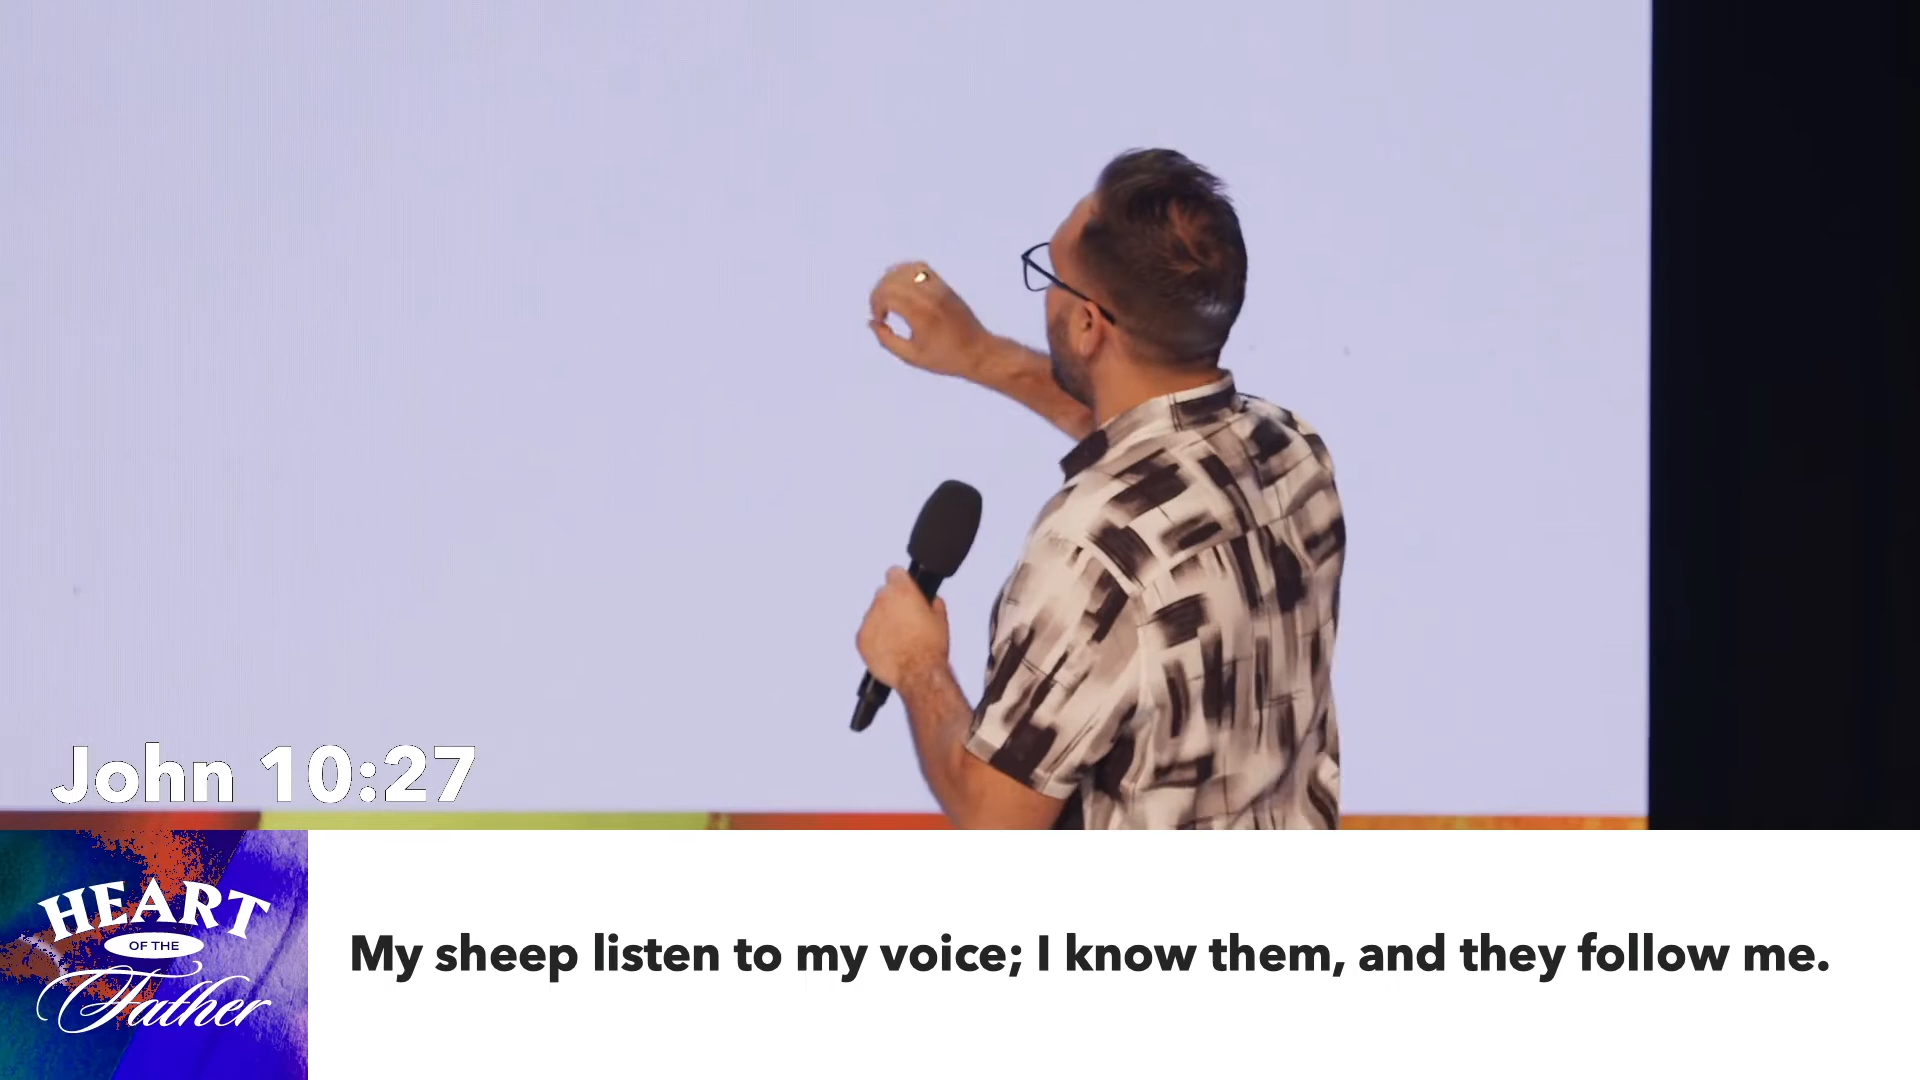 John 10:27
HEART
OF THE
Father
My sheep listen to my voice; I know them, and they follow me.